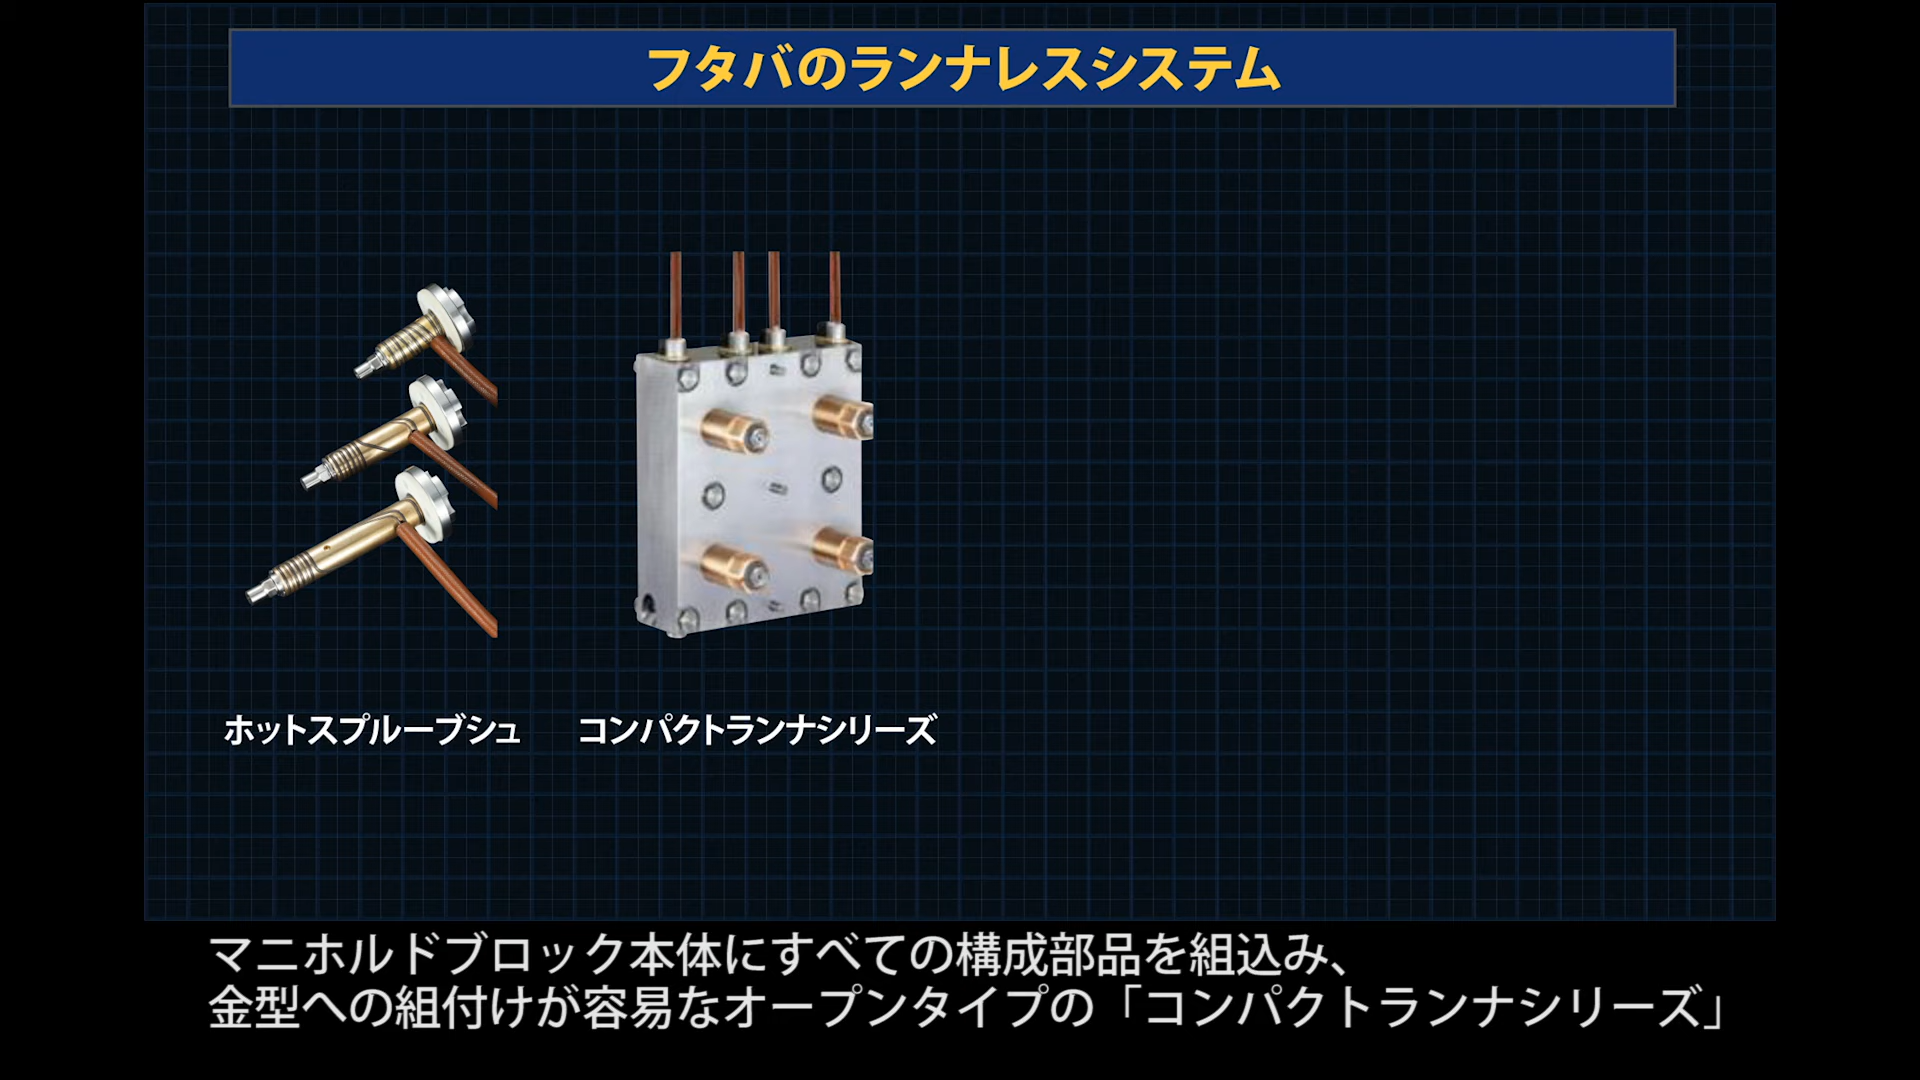 フタバのランナレスシステム
ホットスプルーブシュ
コンパクトランナシリーズ
マニホルドブロック本体にすべての構成部品を組込み、
金型への組付けが容易なオープンタイプの「コンパクトランナシリーズ」